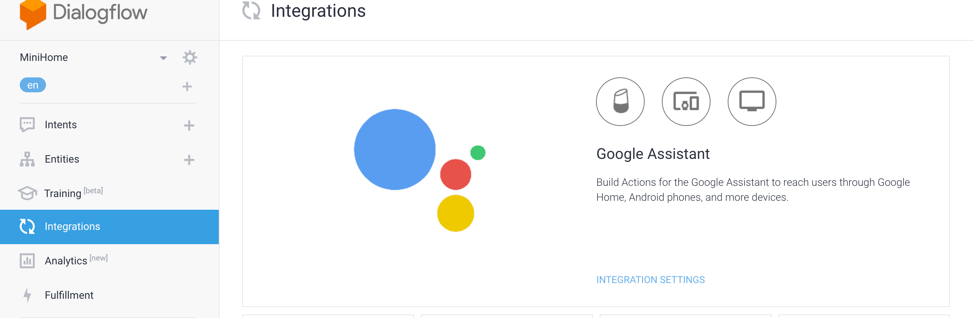 Dialogflow
MiniHome
en
Intents
Entities
Training [beta]
Integrations
Analytics [new]
Fulfillment
Integrations
Google Assistant
Build Actions for the Google Assistant to reach users through Google
Home, Android phones, and more devices.
INTEGRATION SETTINGS